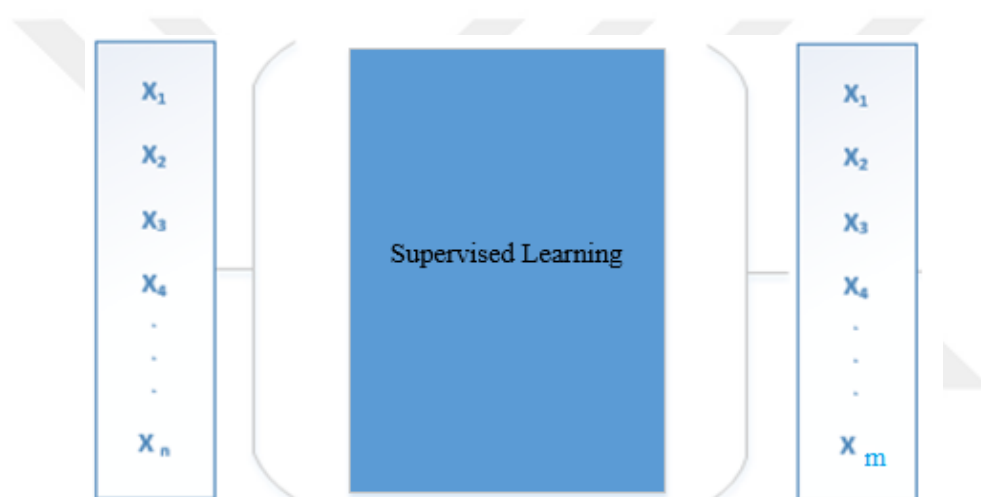 X₁
X₂
X₃
X₄
.
.
.
X n
Supervised Learning
X₁
X₂
X₃
X₄
.
.
.
X m